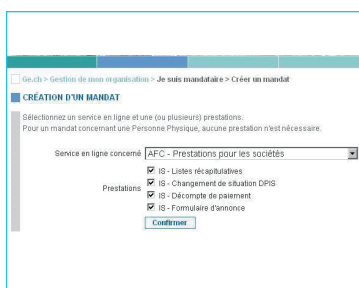 Ge.ch > Gestion de mon organisation > Je suis mandataire > Créer un mandat
CRÉATION D'UN MANDAT
Sélectionnez un service en ligne et une (ou plusieurs) prestations.
Pour un mandat concernant une Personne Physique, aucune prestation n'est nécessaire.
Service en ligne concerné AFC - Prestations pour les sociétés
Prestations
IS - Listes récapitulatives
IS - Changement de situation DPIS
IS - Décompte de paiement
IS - Formulaire d'annonce
Confirmer